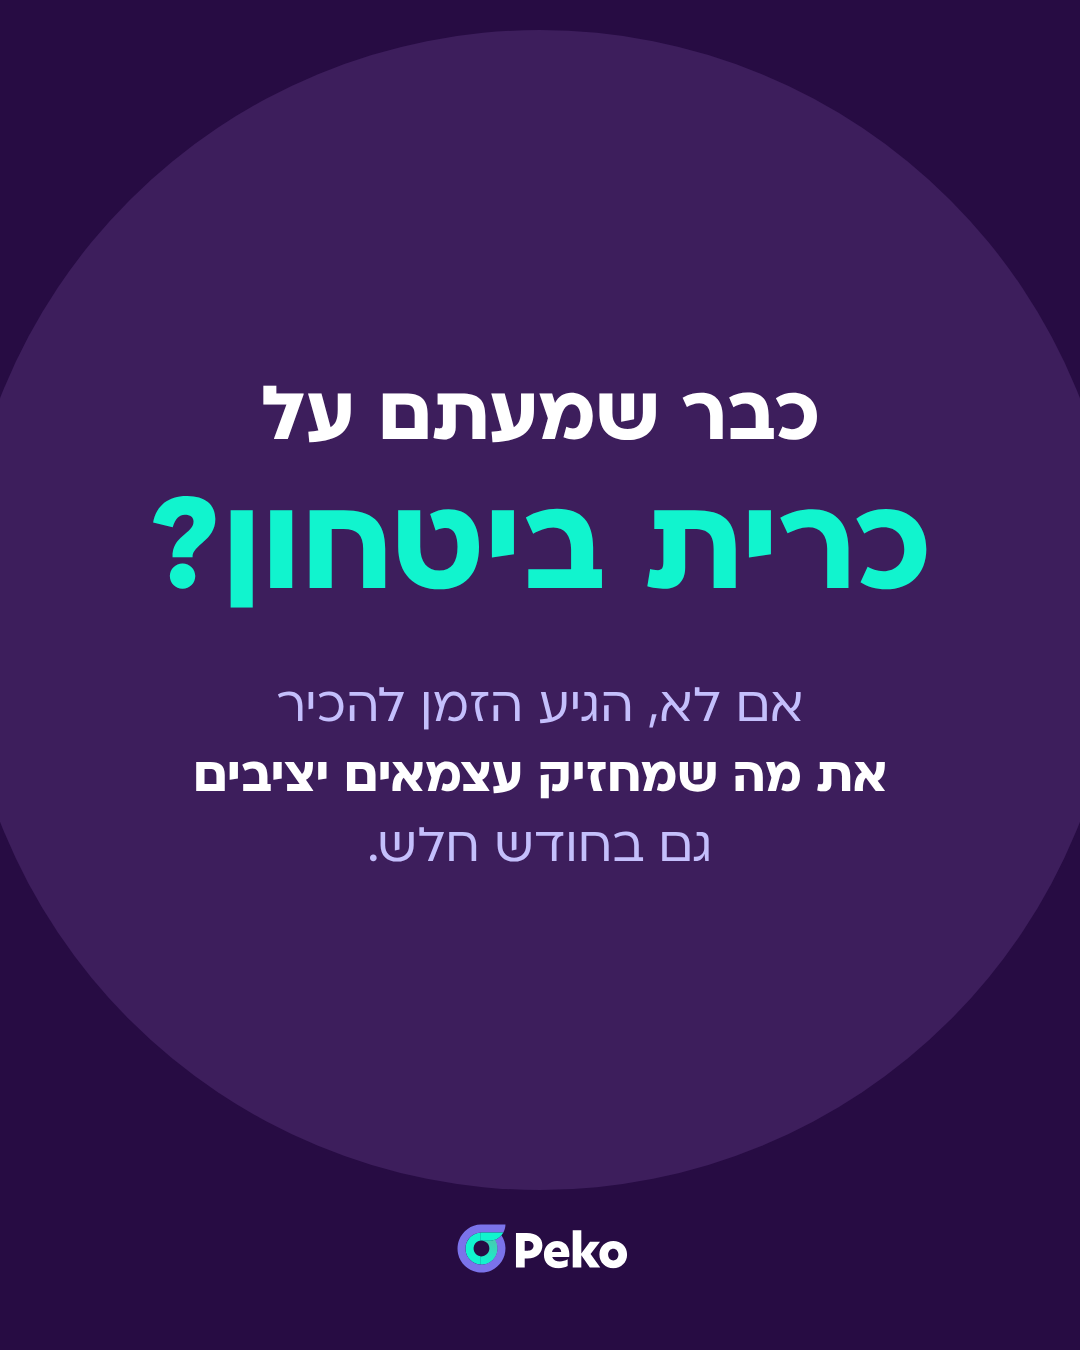 כבר שמעתם על
כרית ביטחון?
אם לא, הגיע הזמן להכיר
את מה שמחזיק עצמאים יציבים
גם בחודש חלש.
Peko